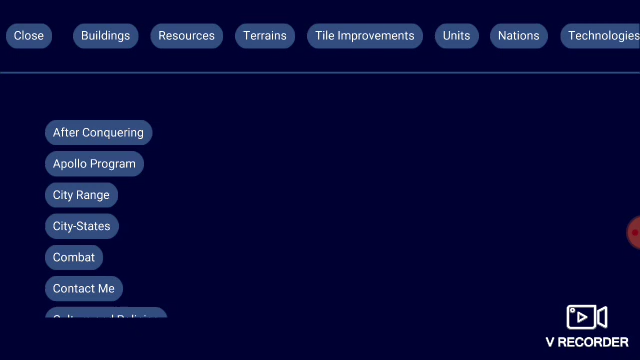 Close Buildings Resources Terrains Tile Improvements Units Nations Technologies
After Conquering
Apollo Program
City Range
City-States
Combat
Contact Me
V RECORDER